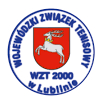 WOJEWÓDZKI ZWIĄZEK TENISOWY
WZT 2000
w Lublinie